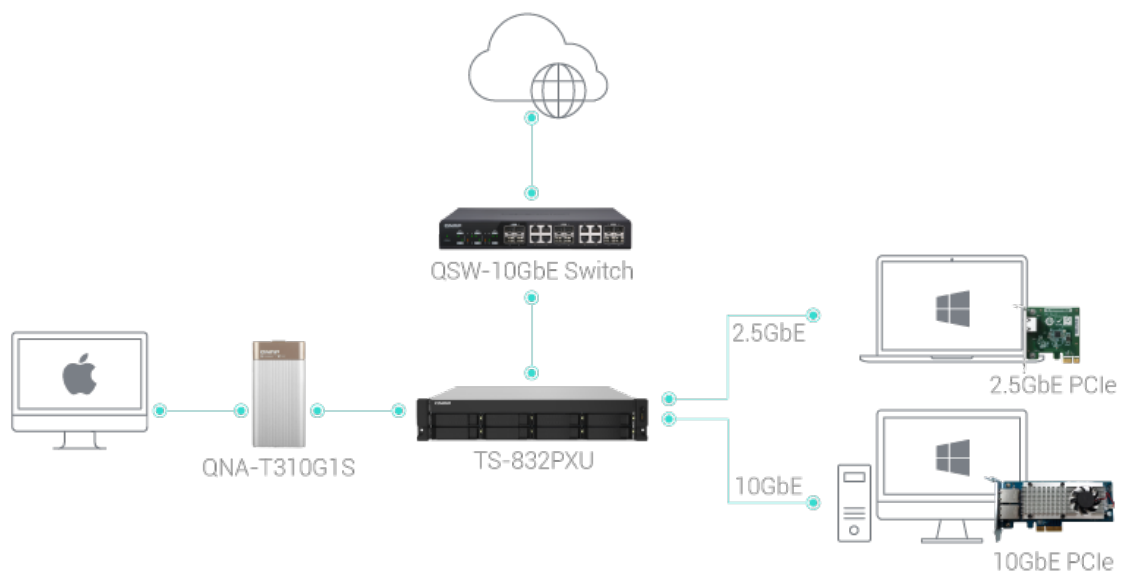 QSW-10GbE Switch
2.5GbE
2.5GbE PCIe
QNA-T310G1S
TS-832PXU
10GbE
10GbE PCIe